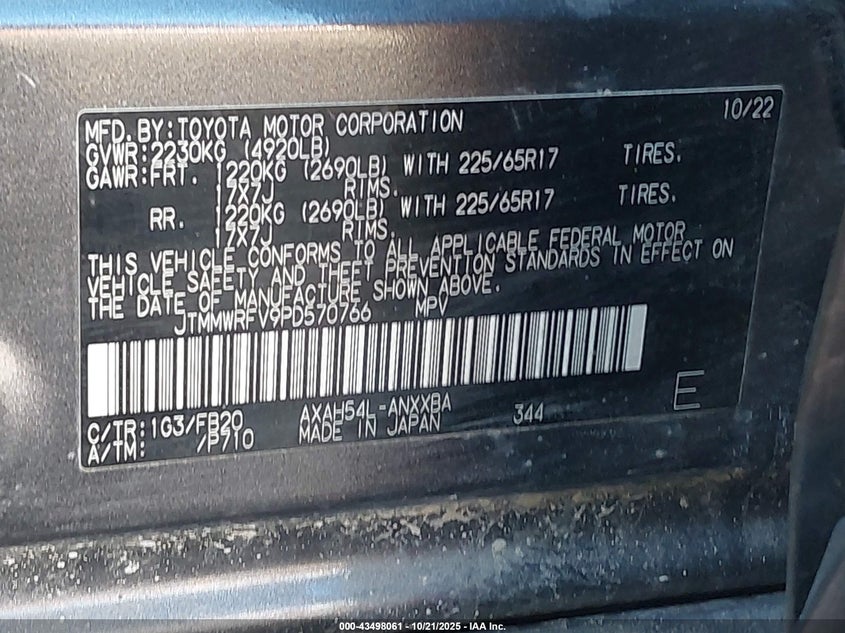 10/22
MFD. BY: TOYOTA MOTOR CORPORATION
GVWR: 2230KG (4920LB)
GAWR: FRT. 1220KG (2690LB) WITH 225/65R17 TIRES.
17X7J RIMS.
RR. 1220KG (2690LB) WITH 225/65R17 TIRES.
17X7J RIMS.
THIS VEHICLE CONFORMS TO ALL APPLICABLE FEDERAL MOTOR
VEHICLE SAFETY AND THEFT PREVENTION STANDARDS IN EFFECT ON
THE DATE OF MANUFACTURE SHOWN ABOVE.
JTMMWRFV9PD570766 MPV
C/TR: 1G3/FB20 AXAH54L-ANXXBA 344
A/TM: /P710 MADE IN JAPAN
E
000-43498061 - 10/21/2025 - IAA Inc.